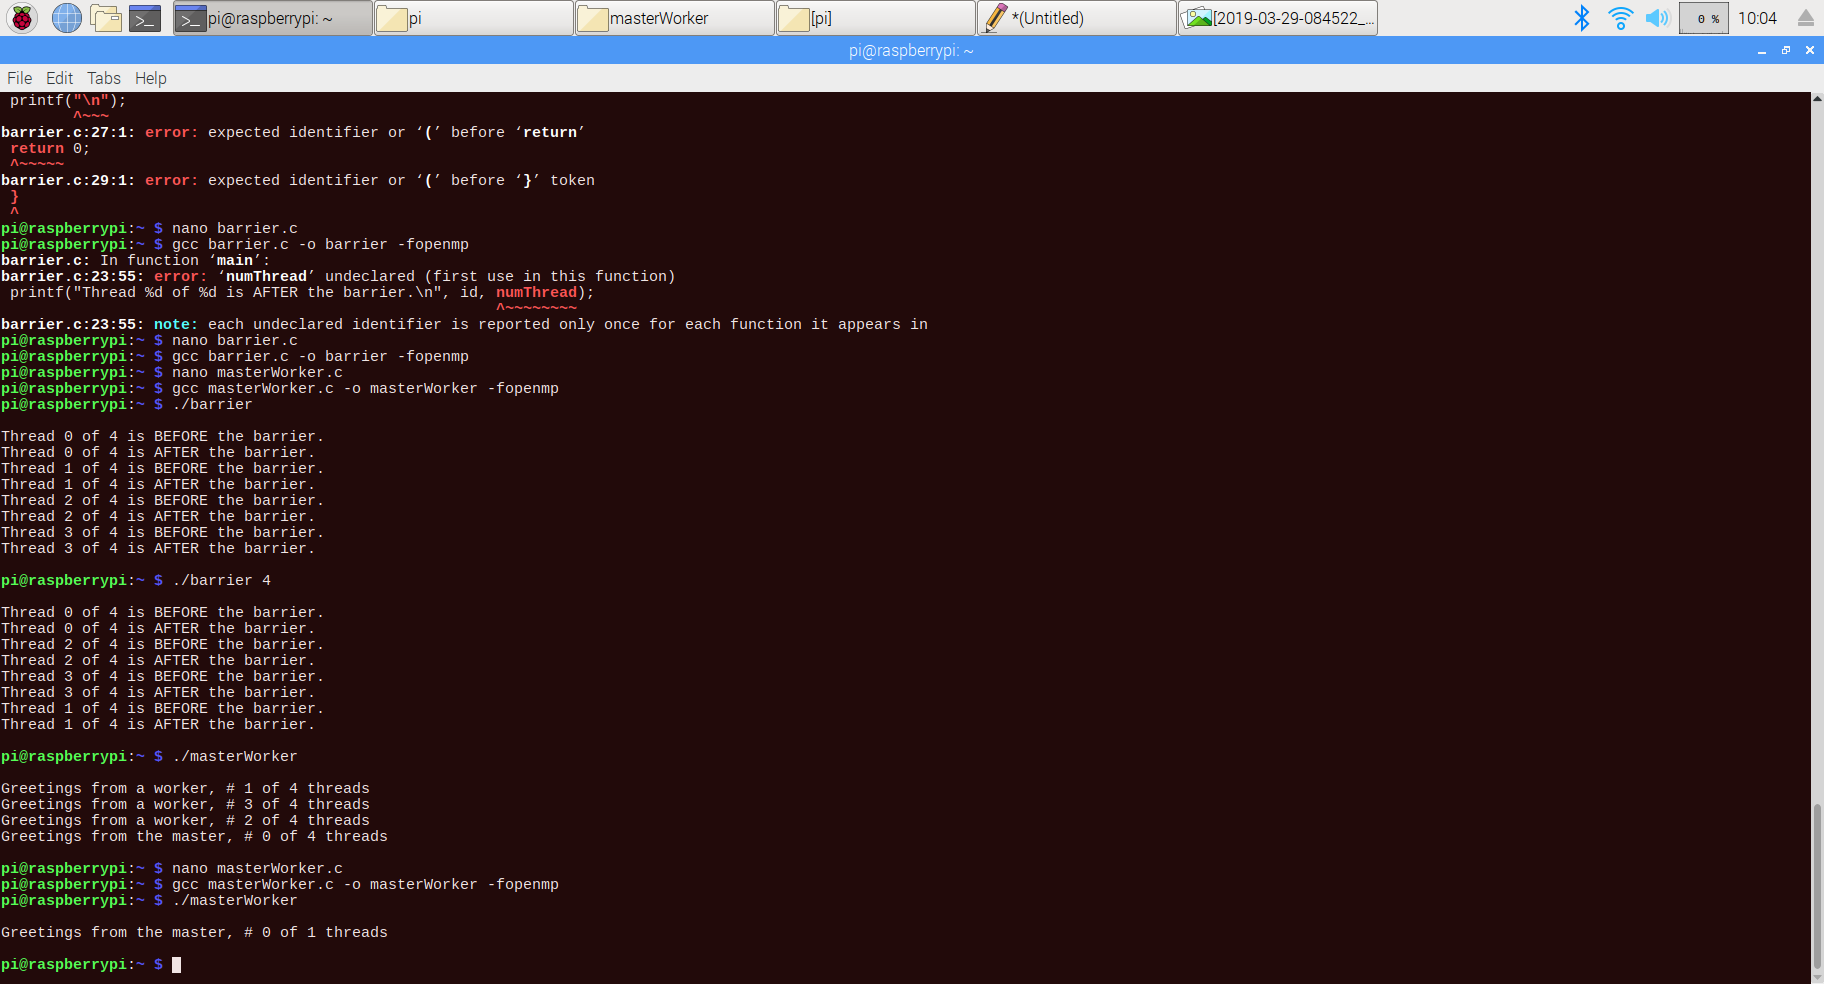 pi@raspberrypi: ~
pi
masterWorker
[pi]
*(Untitled)
[2019-03-29-084522_...
0 %
10:04
pi@raspberrypi: ~
File Edit Tabs Help
printf("\n");
^~~~
barrier.c:27:1: error: expected identifier or ‘(’ before ‘return’
return 0;
^~~~~~
barrier.c:29:1: error: expected identifier or ‘(’ before ‘}’ token
}
^
pi@raspberrypi:~ $ nano barrier.c
pi@raspberrypi:~ $ gcc barrier.c -o barrier -fopenmp
barrier.c: In function ‘main’:
barrier.c:23:55: error: ‘numThread’ undeclared (first use in this function)
printf("Thread %d of %d is AFTER the barrier.\n", id, numThread);
^~~~~~~~~
barrier.c:23:55: note: each undeclared identifier is reported only once for each function it appears in
pi@raspberrypi:~ $ nano barrier.c
pi@raspberrypi:~ $ gcc barrier.c -o barrier -fopenmp
pi@raspberrypi:~ $ nano masterWorker.c
pi@raspberrypi:~ $ gcc masterWorker.c -o masterWorker -fopenmp
pi@raspberrypi:~ $ ./barrier
Thread 0 of 4 is BEFORE the barrier.
Thread 0 of 4 is AFTER the barrier.
Thread 1 of 4 is BEFORE the barrier.
Thread 1 of 4 is AFTER the barrier.
Thread 2 of 4 is BEFORE the barrier.
Thread 2 of 4 is AFTER the barrier.
Thread 3 of 4 is BEFORE the barrier.
Thread 3 of 4 is AFTER the barrier.
pi@raspberrypi:~ $ ./barrier 4
Thread 0 of 4 is BEFORE the barrier.
Thread 0 of 4 is AFTER the barrier.
Thread 2 of 4 is BEFORE the barrier.
Thread 2 of 4 is AFTER the barrier.
Thread 3 of 4 is BEFORE the barrier.
Thread 3 of 4 is AFTER the barrier.
Thread 1 of 4 is BEFORE the barrier.
Thread 1 of 4 is AFTER the barrier.
pi@raspberrypi:~ $ ./masterWorker
Greetings from a worker, # 1 of 4 threads
Greetings from a worker, # 3 of 4 threads
Greetings from a worker, # 2 of 4 threads
Greetings from the master, # 0 of 4 threads
pi@raspberrypi:~ $ nano masterWorker.c
pi@raspberrypi:~ $ gcc masterWorker.c -o masterWorker -fopenmp
pi@raspberrypi:~ $ ./masterWorker
Greetings from the master, # 0 of 1 threads
pi@raspberrypi:~ $